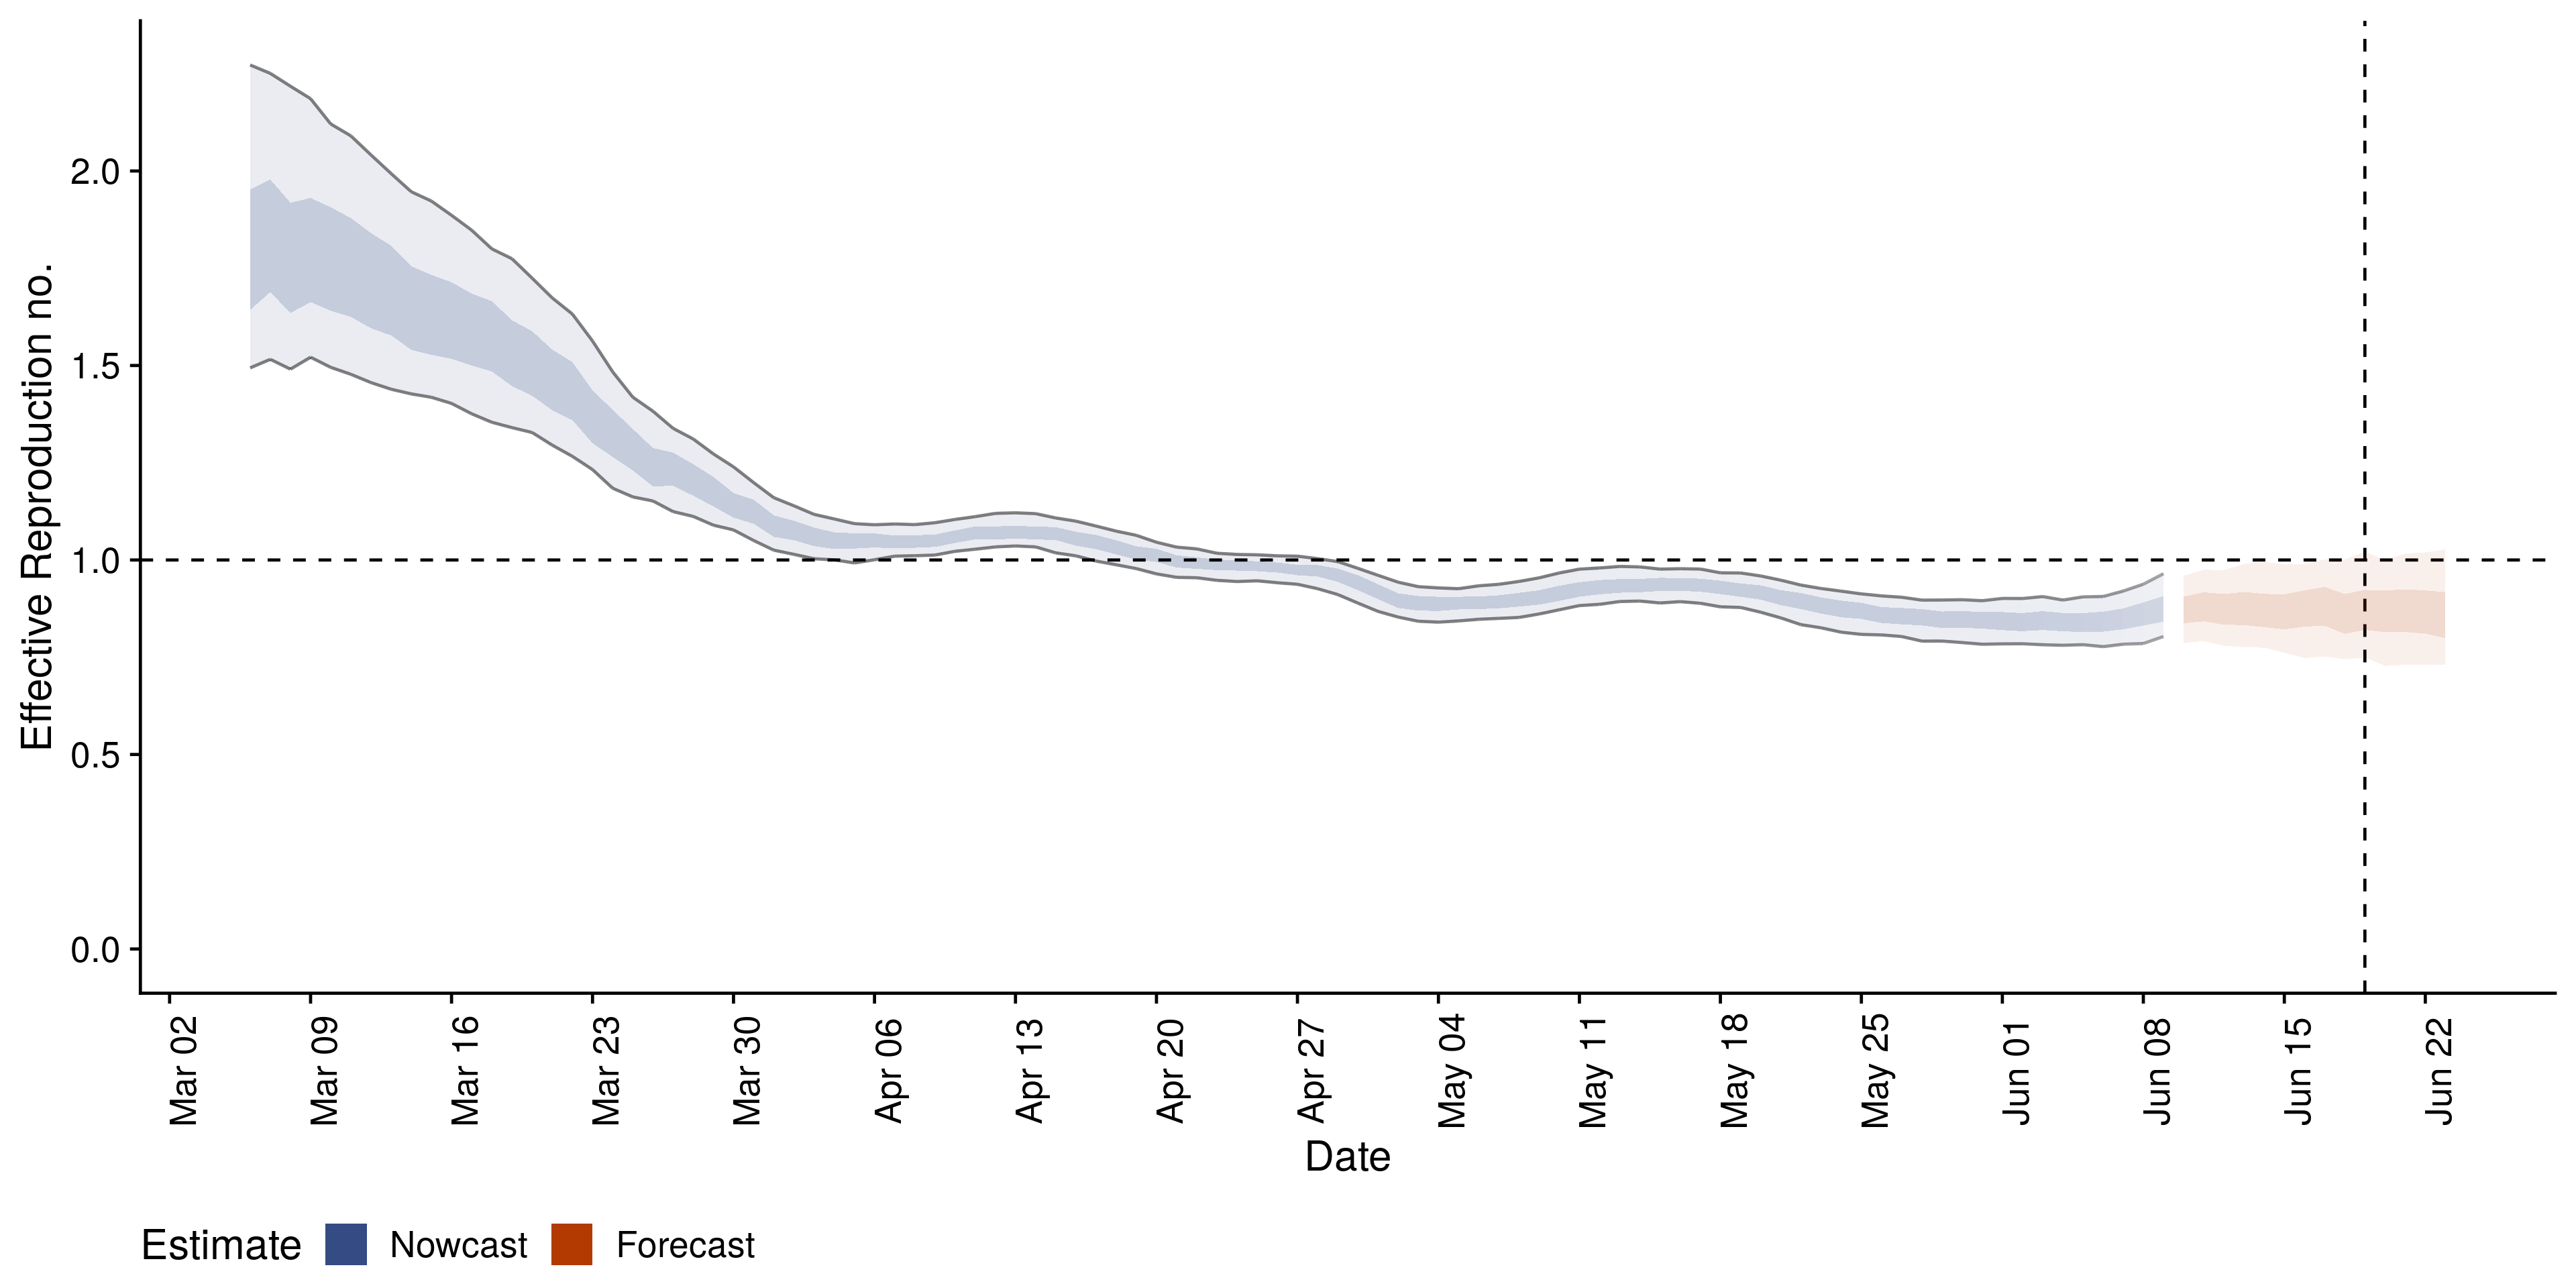 Effective Reproduction no.
2.0
1.5
1.0
0.5
0.0
Mar 02
Mar 09
Mar 16
Mar 23
Mar 30
Apr 06
Apr 13
Apr 20
Apr 27
May 04
May 11
May 18
May 25
Jun 01
Jun 08
Jun 15
Jun 22
Date
Estimate Nowcast Forecast